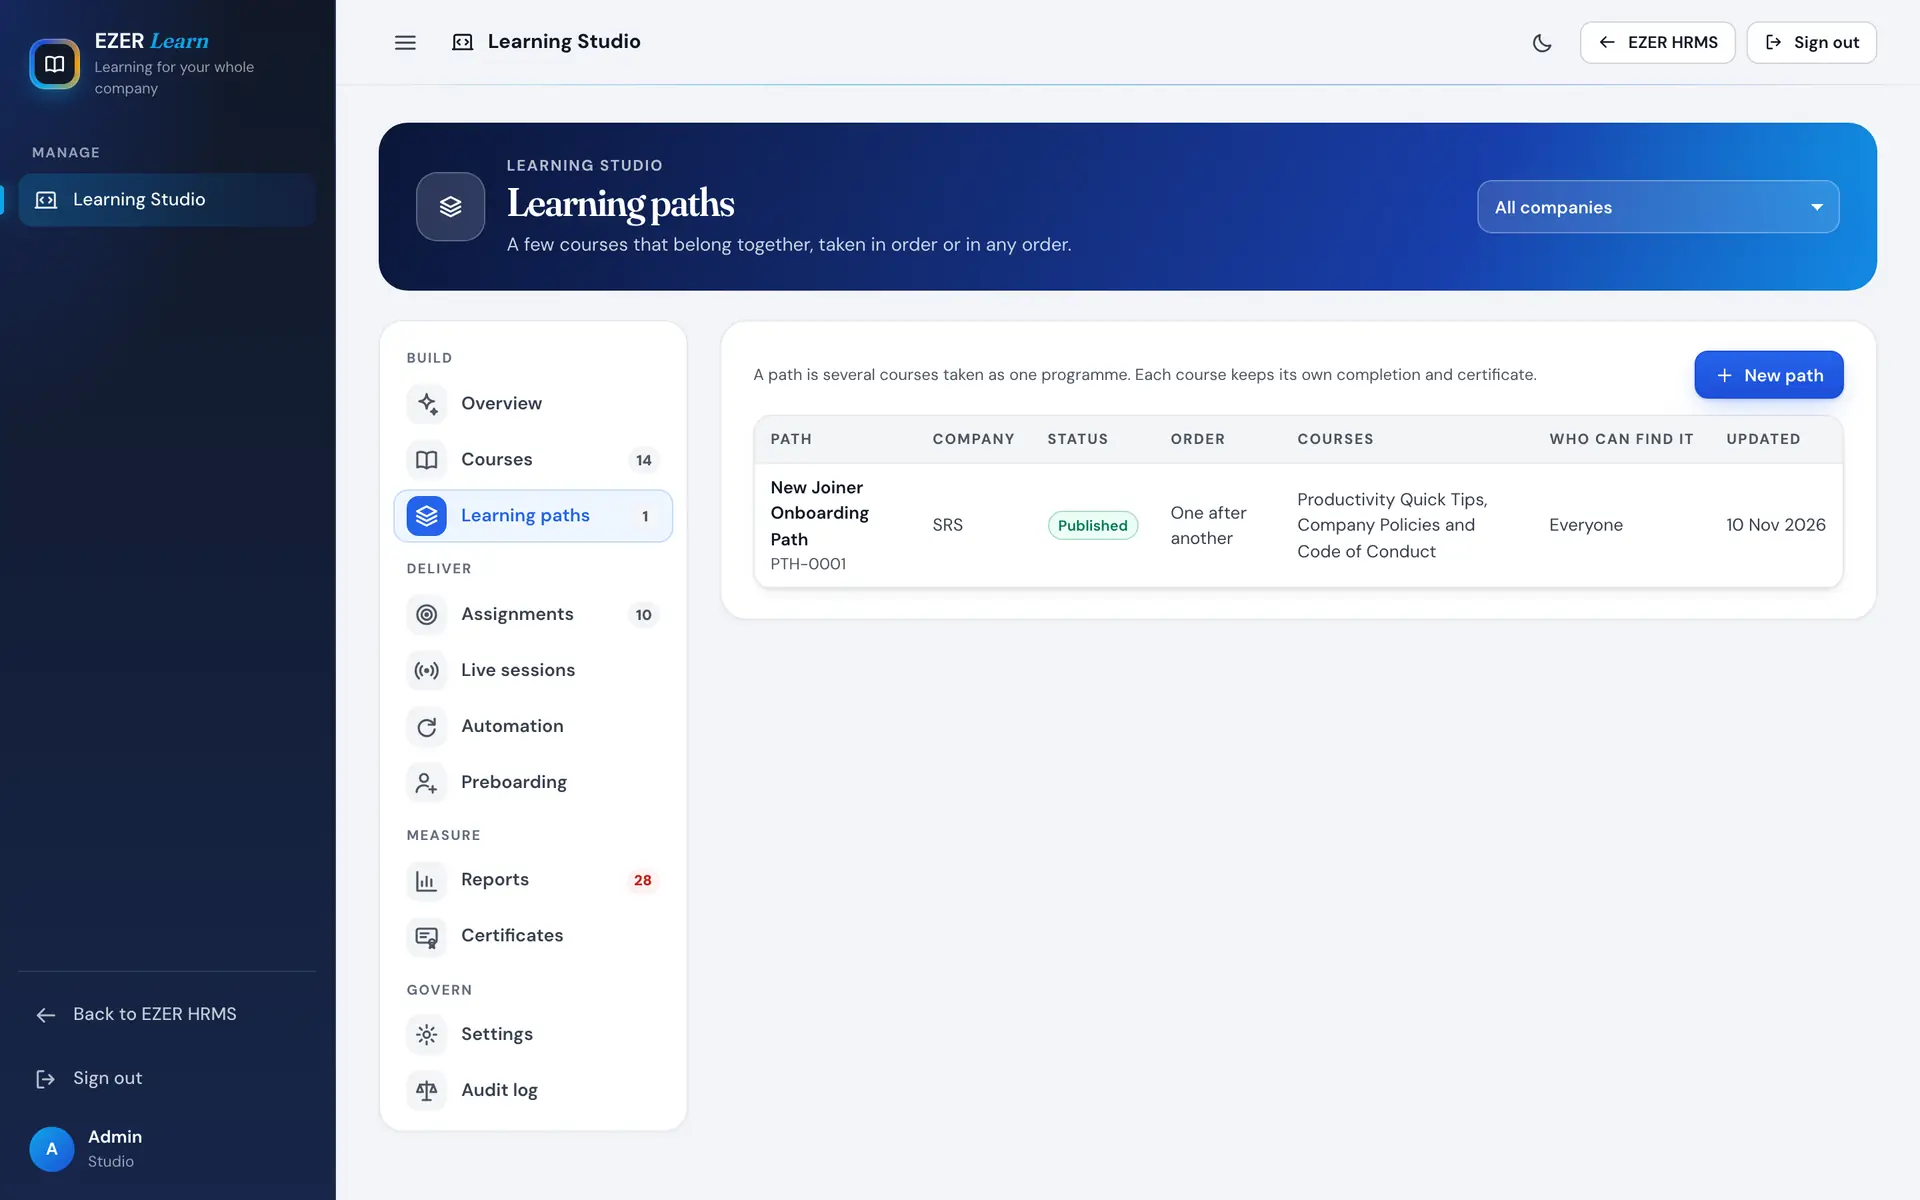 EZER Learn
Learning for your whole
company
MANAGE
Learning Studio
Back to EZER HRMS
Sign out
A
Admin
Studio
Learning Studio
EZER HRMS
Sign out
LEARNING STUDIO
Learning paths
A few courses that belong together, taken in order or in any order.
All companies
BUILD
Overview
Courses 14
Learning paths 1
DELIVER
Assignments 10
Live sessions
Automation
Preboarding
MEASURE
Reports 28
Certificates
GOVERN
Settings
Audit log
A path is several courses taken as one programme. Each course keeps its own completion and certificate.
New path
PATH COMPANY STATUS ORDER COURSES WHO CAN FIND IT UPDATED
New Joiner
Onboarding
Path
PTH-0001
SRS
Published
One after
another
Productivity Quick Tips,
Company Policies and
Code of Conduct
Everyone
10 Nov 2026